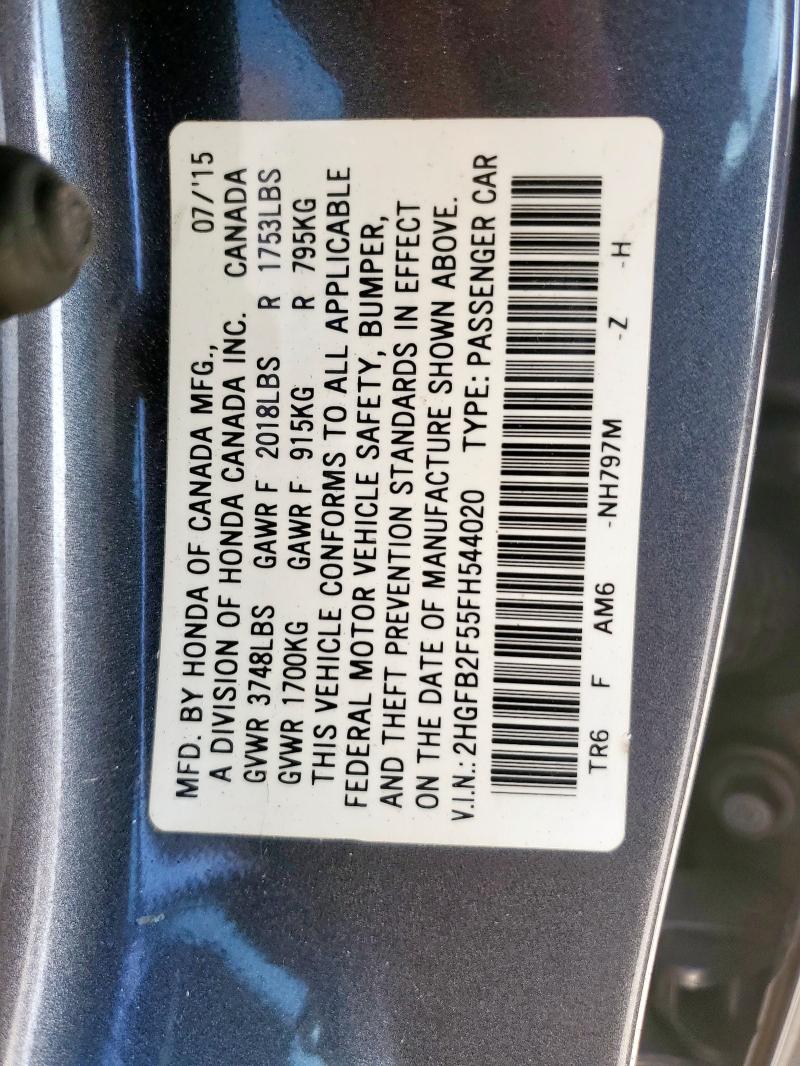 MFD. BY HONDA OF CANADA MFG., 07/'15
A DIVISION OF HONDA CANADA INC. CANADA
GVWR 3748LBS GAWR F 2018LBS R 1753LBS
GVWR 1700KG GAWR F 915KG R 795KG
THIS VEHICLE CONFORMS TO ALL APPLICABLE
FEDERAL MOTOR VEHICLE SAFETY, BUMPER,
AND THEFT PREVENTION STANDARDS IN EFFECT
ON THE DATE OF MANUFACTURE SHOWN ABOVE.
V.I.N.: 2HGFB2F55FH544020 TYPE: PASSENGER CAR
TR6 F AM6 -NH797M -Z -H